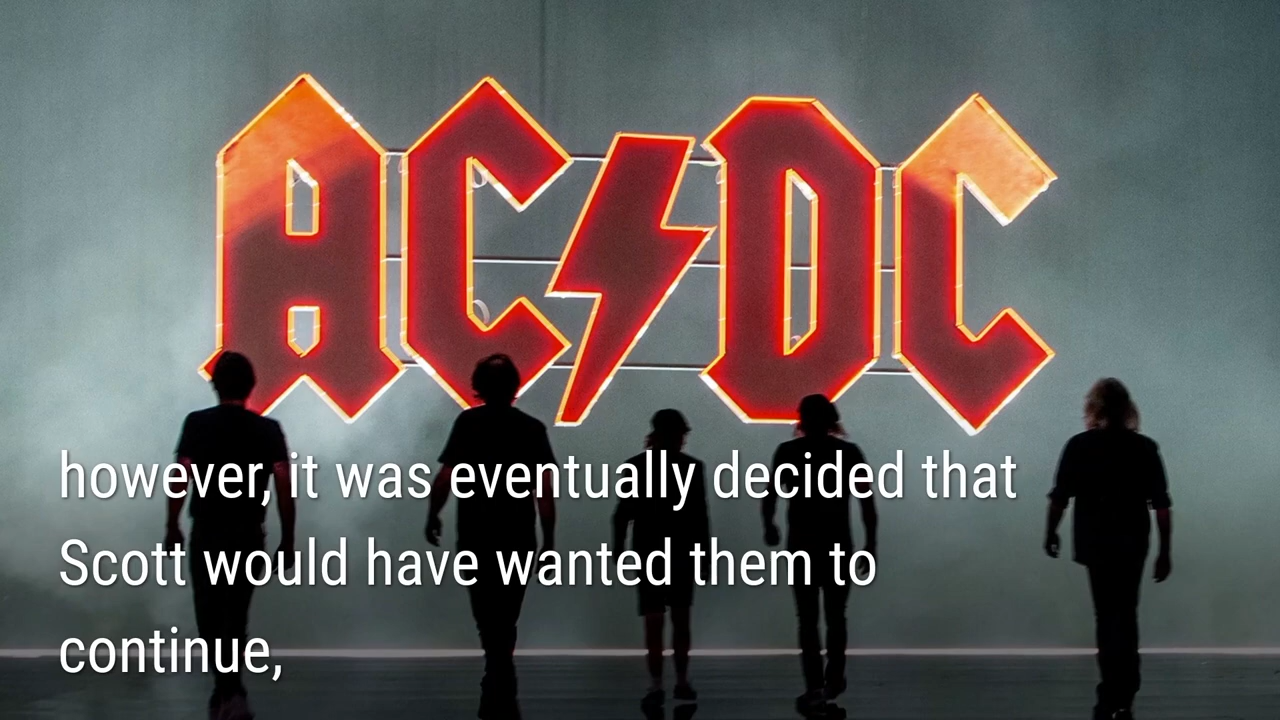 AC⚡DC
however, it was eventually decided that
Scott would have wanted them to
continue,